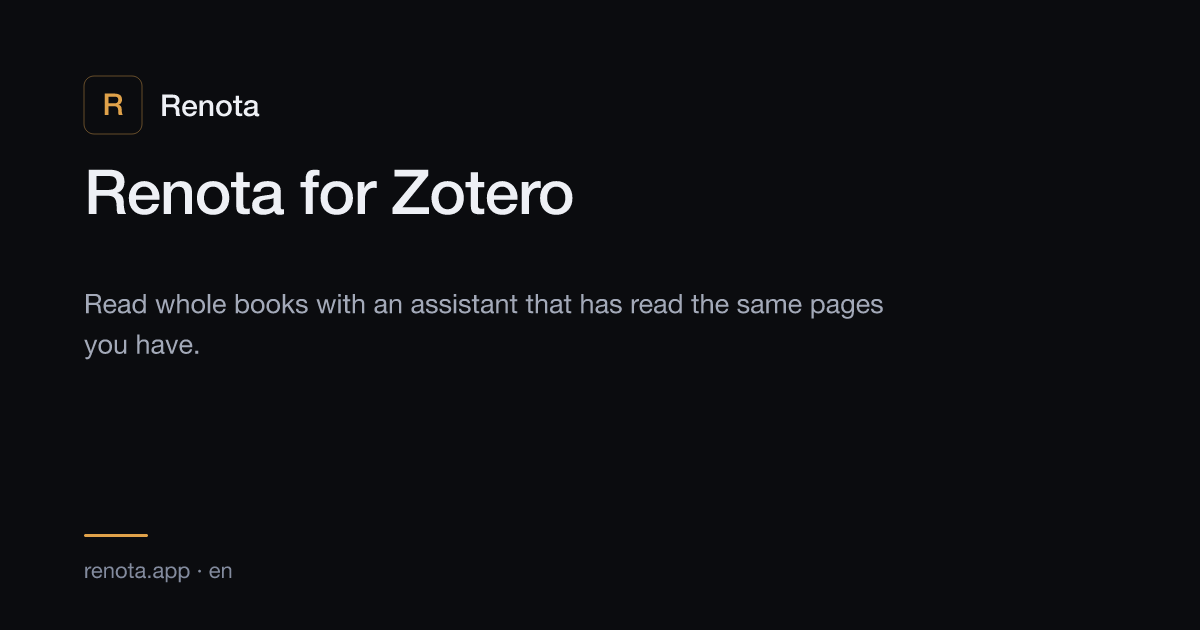 R Renota
Renota for Zotero
Read whole books with an assistant that has read the same pages
you have.
renota.app · en